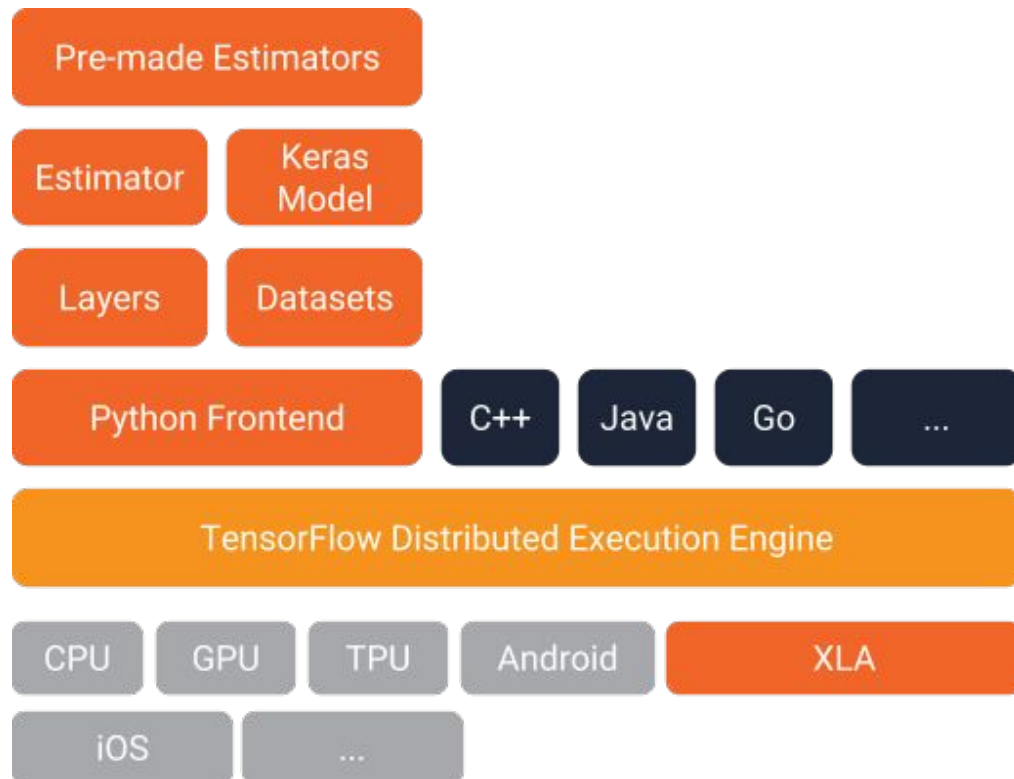 Pre-made Estimators
Estimator
Keras
Model
Layers
Datasets
Python Frontend
C++
Java
Go
...
TensorFlow Distributed Execution Engine
CPU
GPU
TPU
Android
XLA
iOS
...